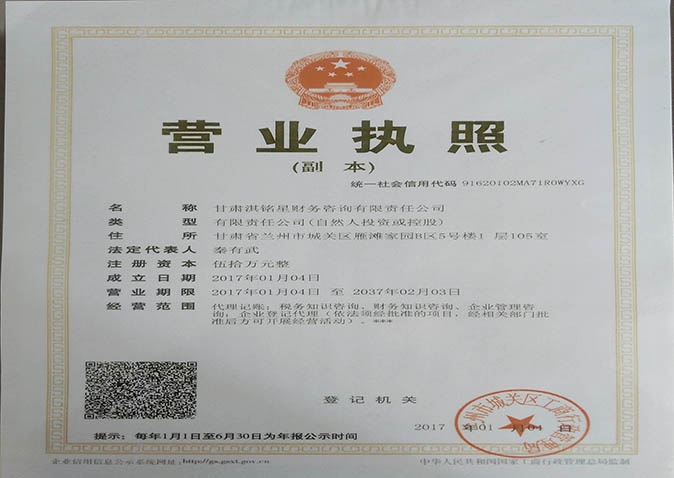 营业执照
(副 本)
统一社会信用代码 91620102MA71R0WYXG
名 称 甘肃淇铭星财务咨询有限责任公司
类 型 有限责任公司(自然人投资或控股)
住 所 甘肃省兰州市城关区雁滩家园B区5号楼1 层105室
法定代表人 秦有武
注册资本 伍拾万元整
成立日期 2017年01月04日
营业期限 2017年01月04日 至 2037年02月03日
经营范围 代理记账；税务知识咨询、财务知识咨询、企业管理咨
询；企业登记代理（依法须经批准的项目，经相关部门批
准后方可开展经营活动）。***
登记机关
2017 年01 月04 日
提示：每年1月1日至6月30日为年报公示时间
企业信用信息公示系统网址：http://gs.gsxt.gov.cn
中华人民共和国国家工商行政管理总局监制